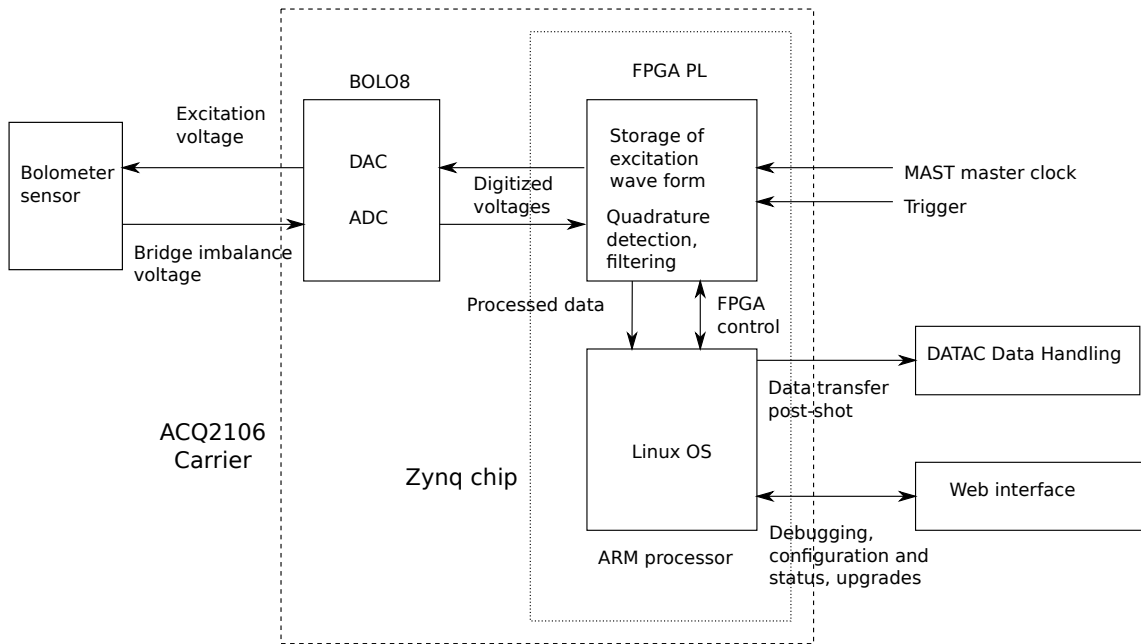 FPGA PL
BOLO8
Excitation
voltage
Bolometer
sensor
DAC
ADC
Bridge imbalance
voltage
Digitized
voltages
Storage of
excitation
wave form
Quadrature
detection,
filtering
MAST master clock
Trigger
Processed data
FPGA
control
DATAC Data Handling
Data transfer
post-shot
ACQ2106
Carrier
Zynq chip
Linux OS
Web interface
Debugging,
configuration and
status, upgrades
ARM processor